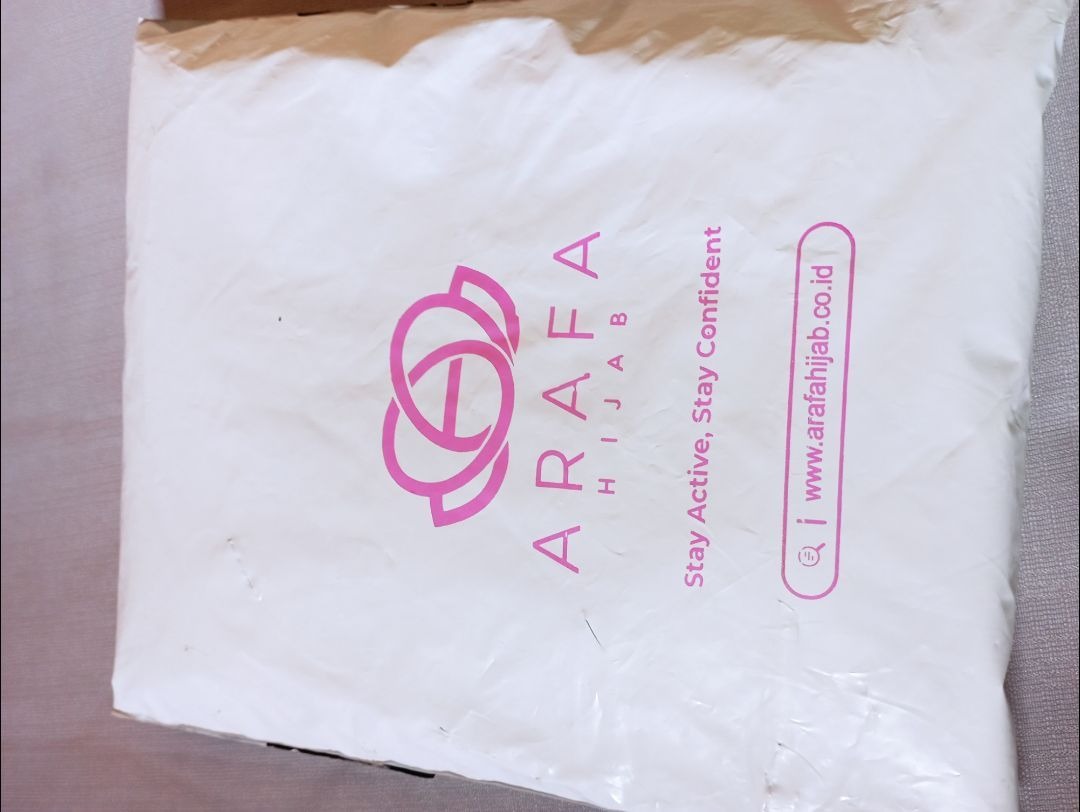 ARAFA
HIJAB
Stay Active, Stay Confident
www.arafahijab.co.id